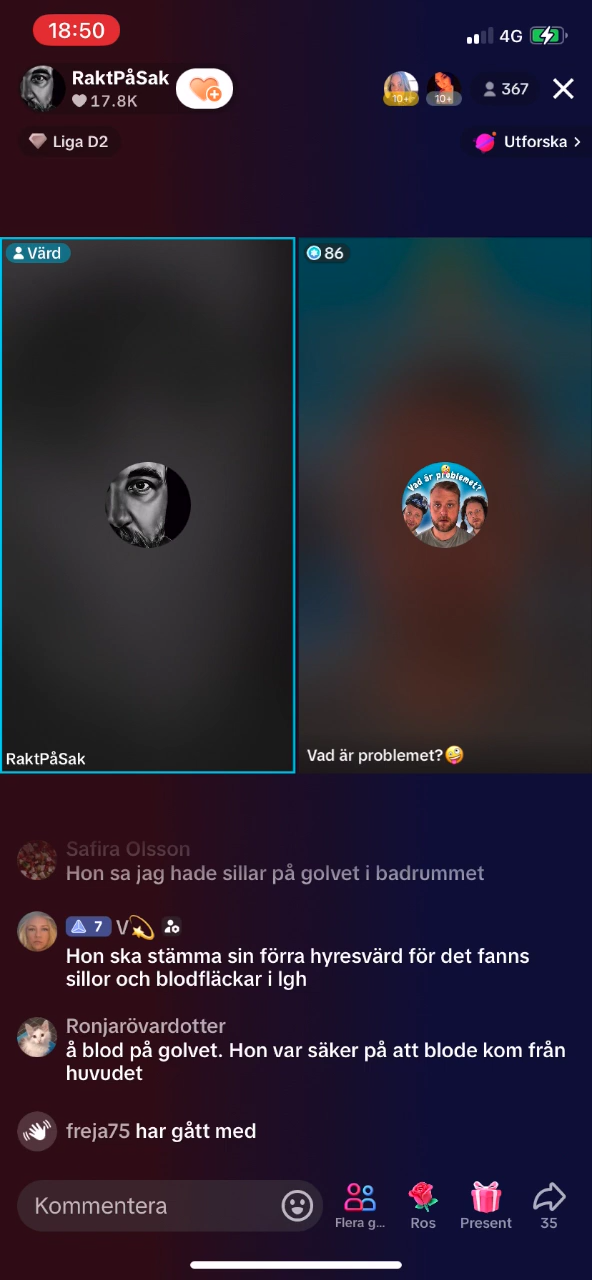 18:50
4G
RaktPåSak
17.8K
10+
10+
367
Liga D2
Utforska
Värd
86
Vad är problemet?
RaktPåSak
Vad är problemet?🤪
Safira Olsson
Hon sa jag hade sillar på golvet i badrummet
7 V💫
Hon ska stämma sin förra hyresvärd för det fanns
sillor och blodfläckar i lgh
Ronjarövardotter
å blod på golvet. Hon var säker på att blode kom från
huvudet
freja75 har gått med
Kommentera
Flera g...
Ros
Present
35